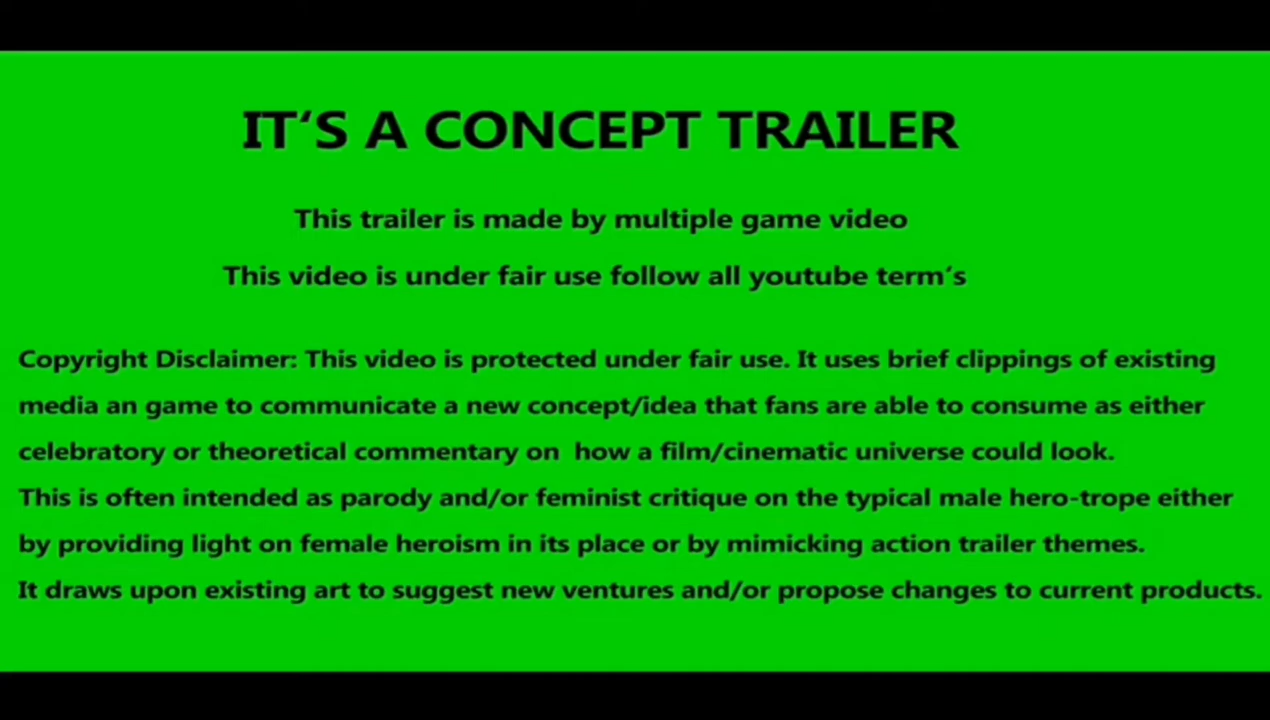 IT‘S A CONCEPT TRAILER
This trailer is made by multiple game video
This video is under fair use follow all youtube term’s
Copyright Disclaimer: This video is protected under fair use. It uses brief clippings of existing
media an game to communicate a new concept/idea that fans are able to consume as either
celebratory or theoretical commentary on how a film/cinematic universe could look.
This is often intended as parody and/or feminist critique on the typical male hero-trope either
by providing light on female heroism in its place or by mimicking action trailer themes.
It draws upon existing art to suggest new ventures and/or propose changes to current products.